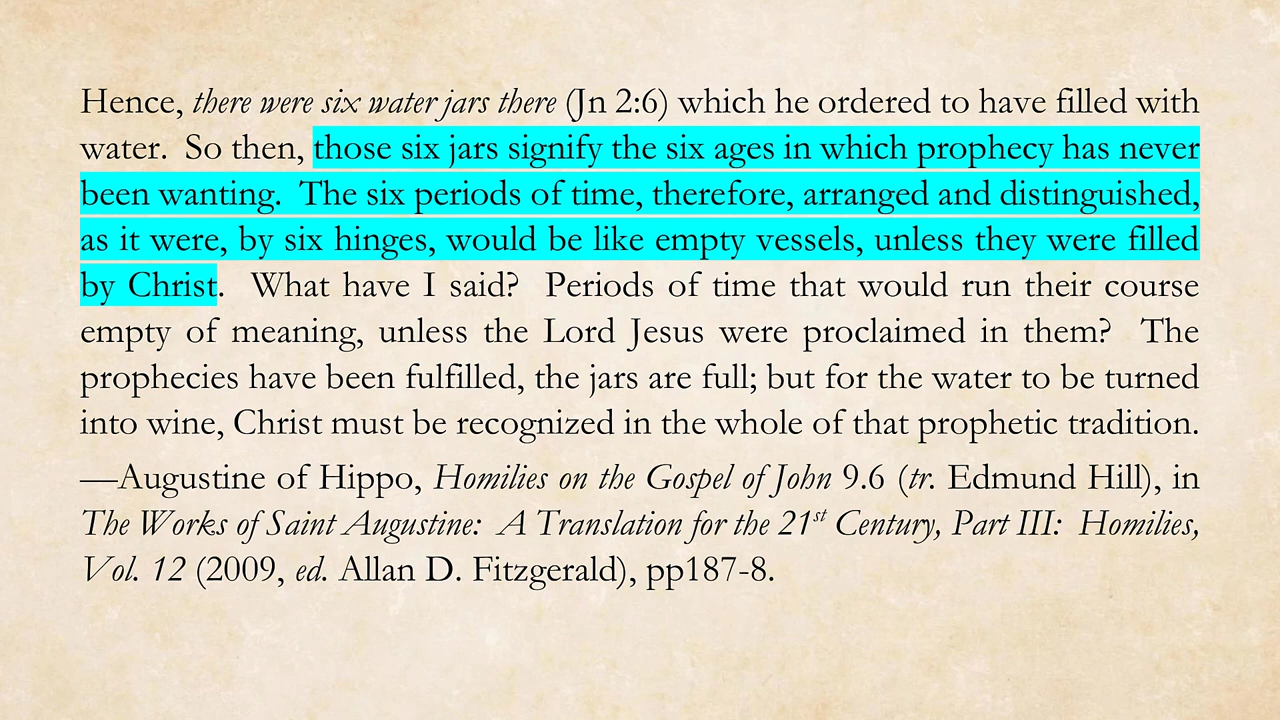 Hence, there were six water jars there (Jn 2:6) which he ordered to have filled with
water.  So then, those six jars signify the six ages in which prophecy has never
been wanting.  The six periods of time, therefore, arranged and distinguished,
as it were, by six hinges, would be like empty vessels, unless they were filled
by Christ.  What have I said?  Periods of time that would run their course
empty of meaning, unless the Lord Jesus were proclaimed in them?  The
prophecies have been fulfilled, the jars are full; but for the water to be turned
into wine, Christ must be recognized in the whole of that prophetic tradition.
—Augustine of Hippo, Homilies on the Gospel of John 9.6 (tr. Edmund Hill), in
The Works of Saint Augustine:  A Translation for the 21st Century, Part III:  Homilies,
Vol. 12 (2009, ed. Allan D. Fitzgerald), pp187-8.